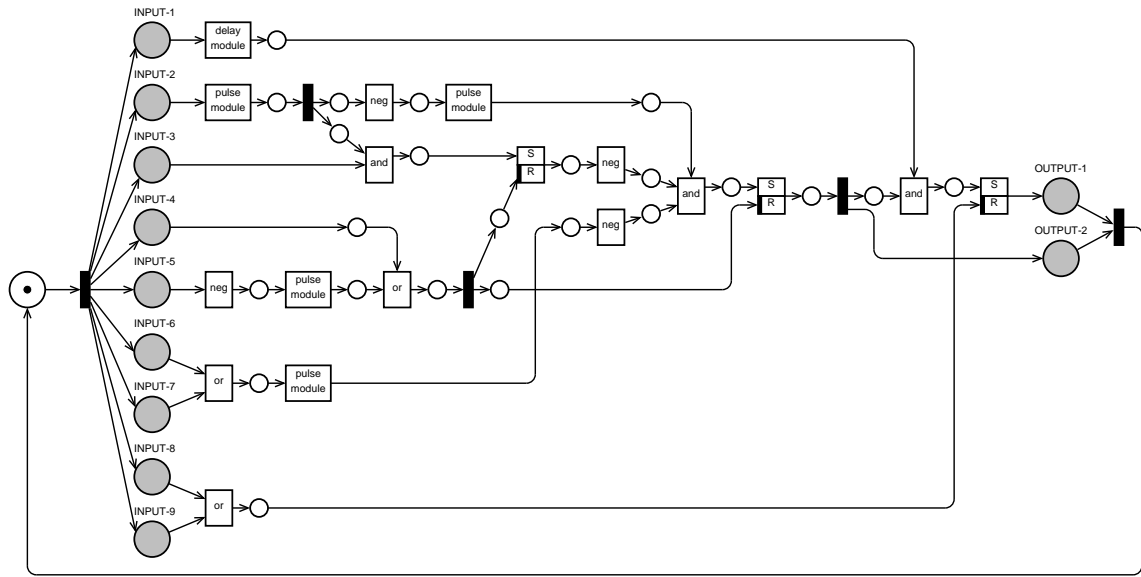 INPUT-1
delay
module
INPUT-2
pulse
module
neg
pulse
module
INPUT-3
and
S
R
neg
INPUT-4
and
S
R
and
S
R
OUTPUT-1
neg
OUTPUT-2
INPUT-5
neg
pulse
module
or
INPUT-6
or
pulse
module
INPUT-7
INPUT-8
or
INPUT-9